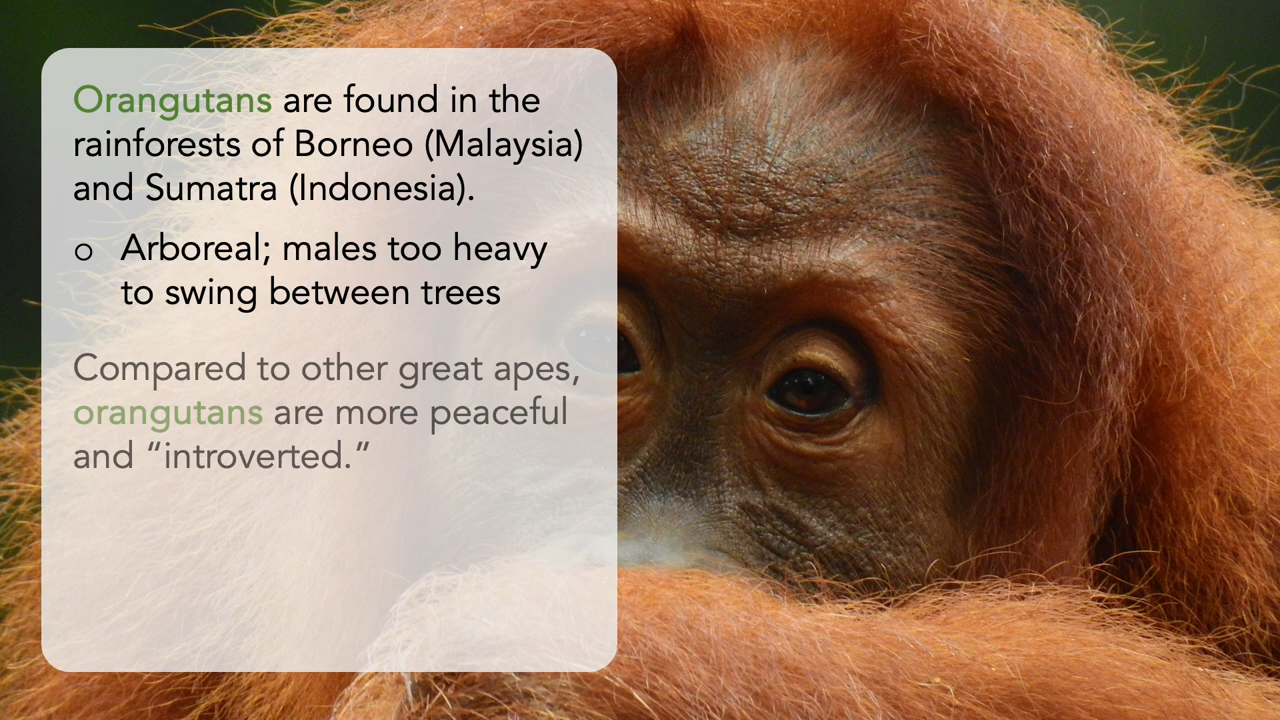 Orangutans are found in the
rainforests of Borneo (Malaysia)
and Sumatra (Indonesia).
o Arboreal; males too heavy
to swing between trees
Compared to other great apes,
orangutans are more peaceful
and “introverted.”